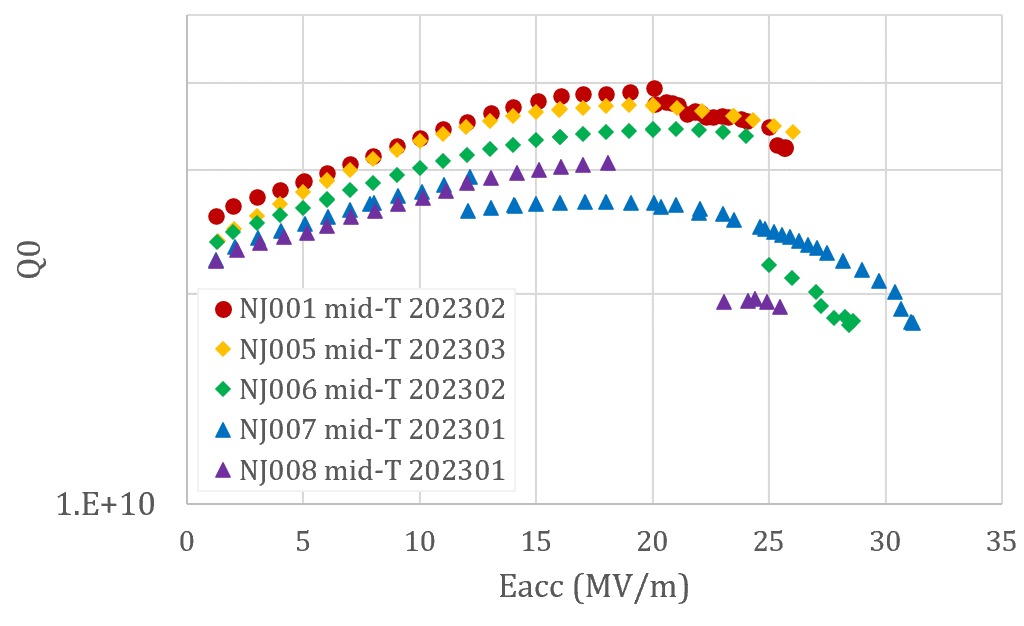 Q0
NJ001 mid-T 202302
NJ005 mid-T 202303
NJ006 mid-T 202302
NJ007 mid-T 202301
NJ008 mid-T 202301
1.E+10
0 5 10 15 20 25 30 35
Eacc (MV/m)